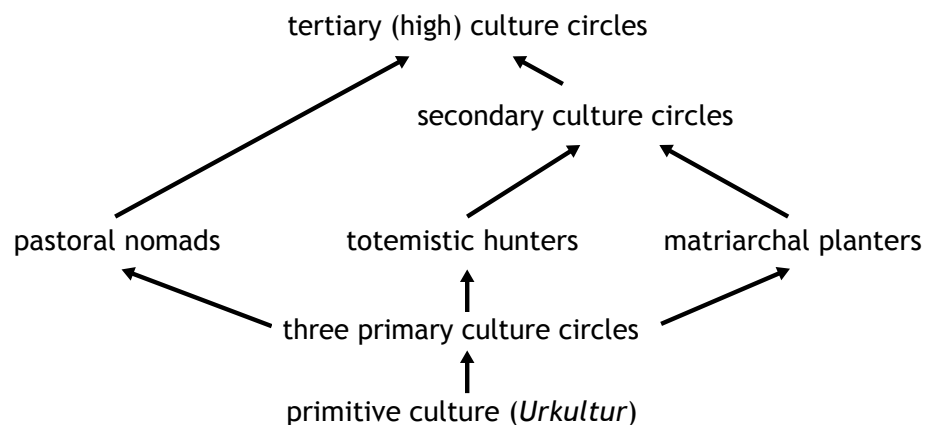 tertiary (high) culture circles
secondary culture circles
pastoral nomads
totemistic hunters
matriarchal planters
three primary culture circles
primitive culture (Urkultur)